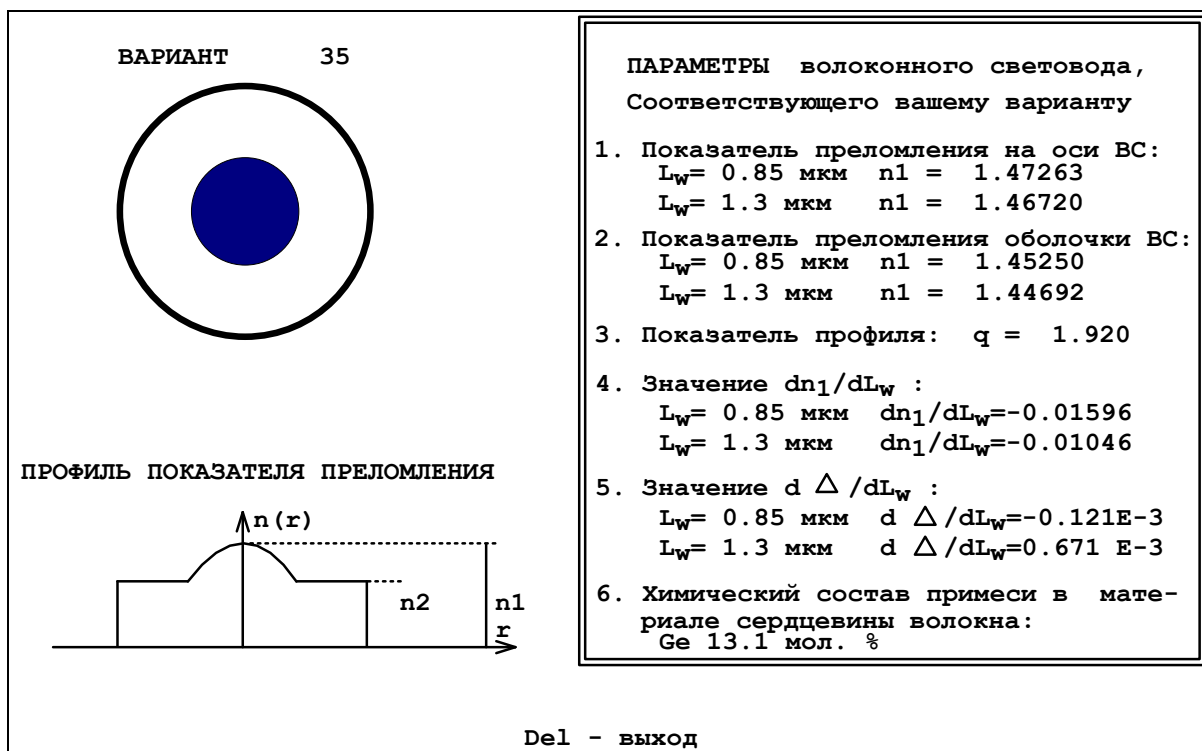 ВАРИАНТ 35
ПАРАМЕТРЫ волоконного световода,
Соответствующего вашему варианту
1. Показатель преломления на оси ВС:
Lw= 0.85 мкм n1 = 1.47263
Lw= 1.3 мкм n1 = 1.46720
2. Показатель преломления оболочки ВС:
Lw= 0.85 мкм n1 = 1.45250
Lw= 1.3 мкм n1 = 1.44692
3. Показатель профиля: q = 1.920
4. Значение dn1/dLw :
Lw= 0.85 мкм dn1/dLw=-0.01596
Lw= 1.3 мкм dn1/dLw=-0.01046
5. Значение d △ /dLw :
Lw= 0.85 мкм d △ /dLw=-0.121E-3
Lw= 1.3 мкм d △ /dLw=0.671 E-3
6. Химический состав примеси в мате-
риале сердцевины волокна:
Ge 13.1 мол. %
ПРОФИЛЬ ПОКАЗАТЕЛЯ ПРЕЛОМЛЕНИЯ
n(r)
n2 n1
r
Del - выход